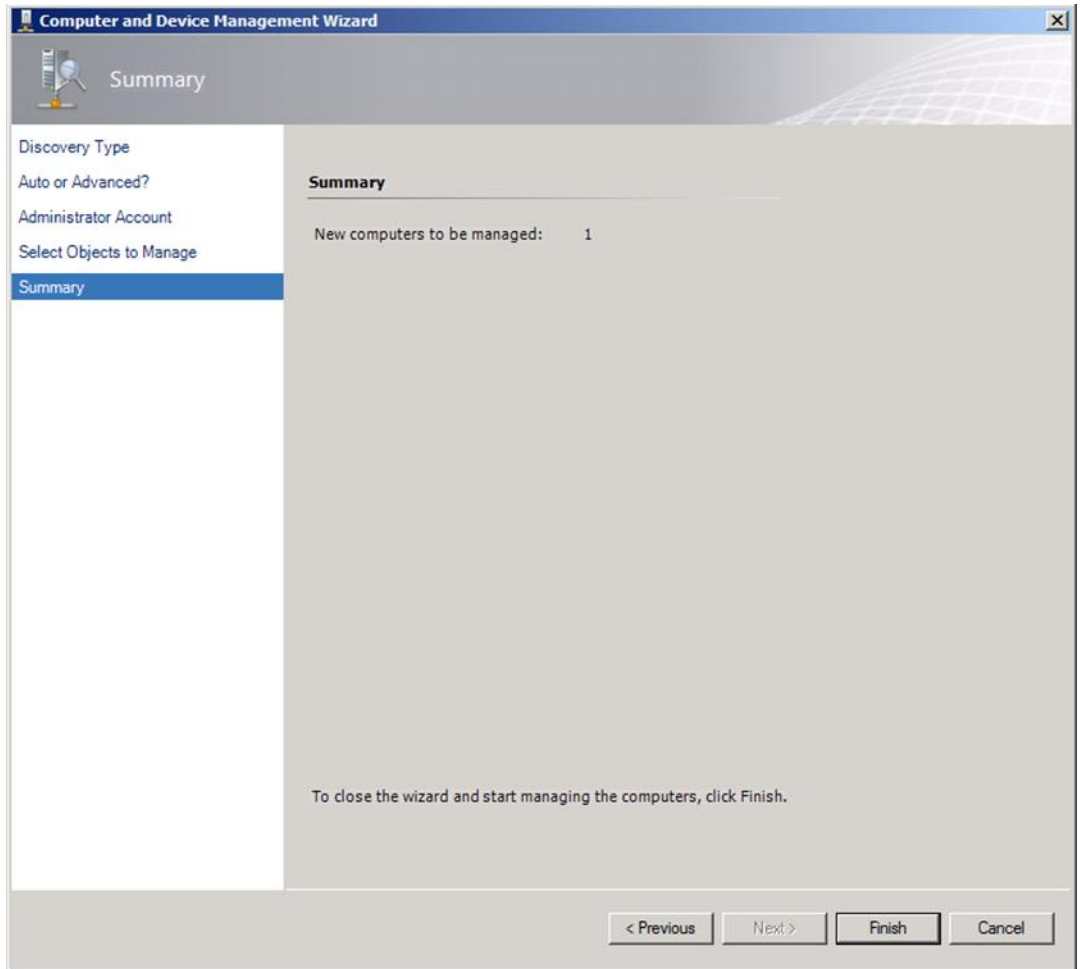 Computer and Device Management Wizard
Summary
Discovery Type
Auto or Advanced?
Administrator Account
Select Objects to Manage
Summary
Summary
New computers to be managed: 1
To close the wizard and start managing the computers, click Finish.
< Previous Next > Finish Cancel